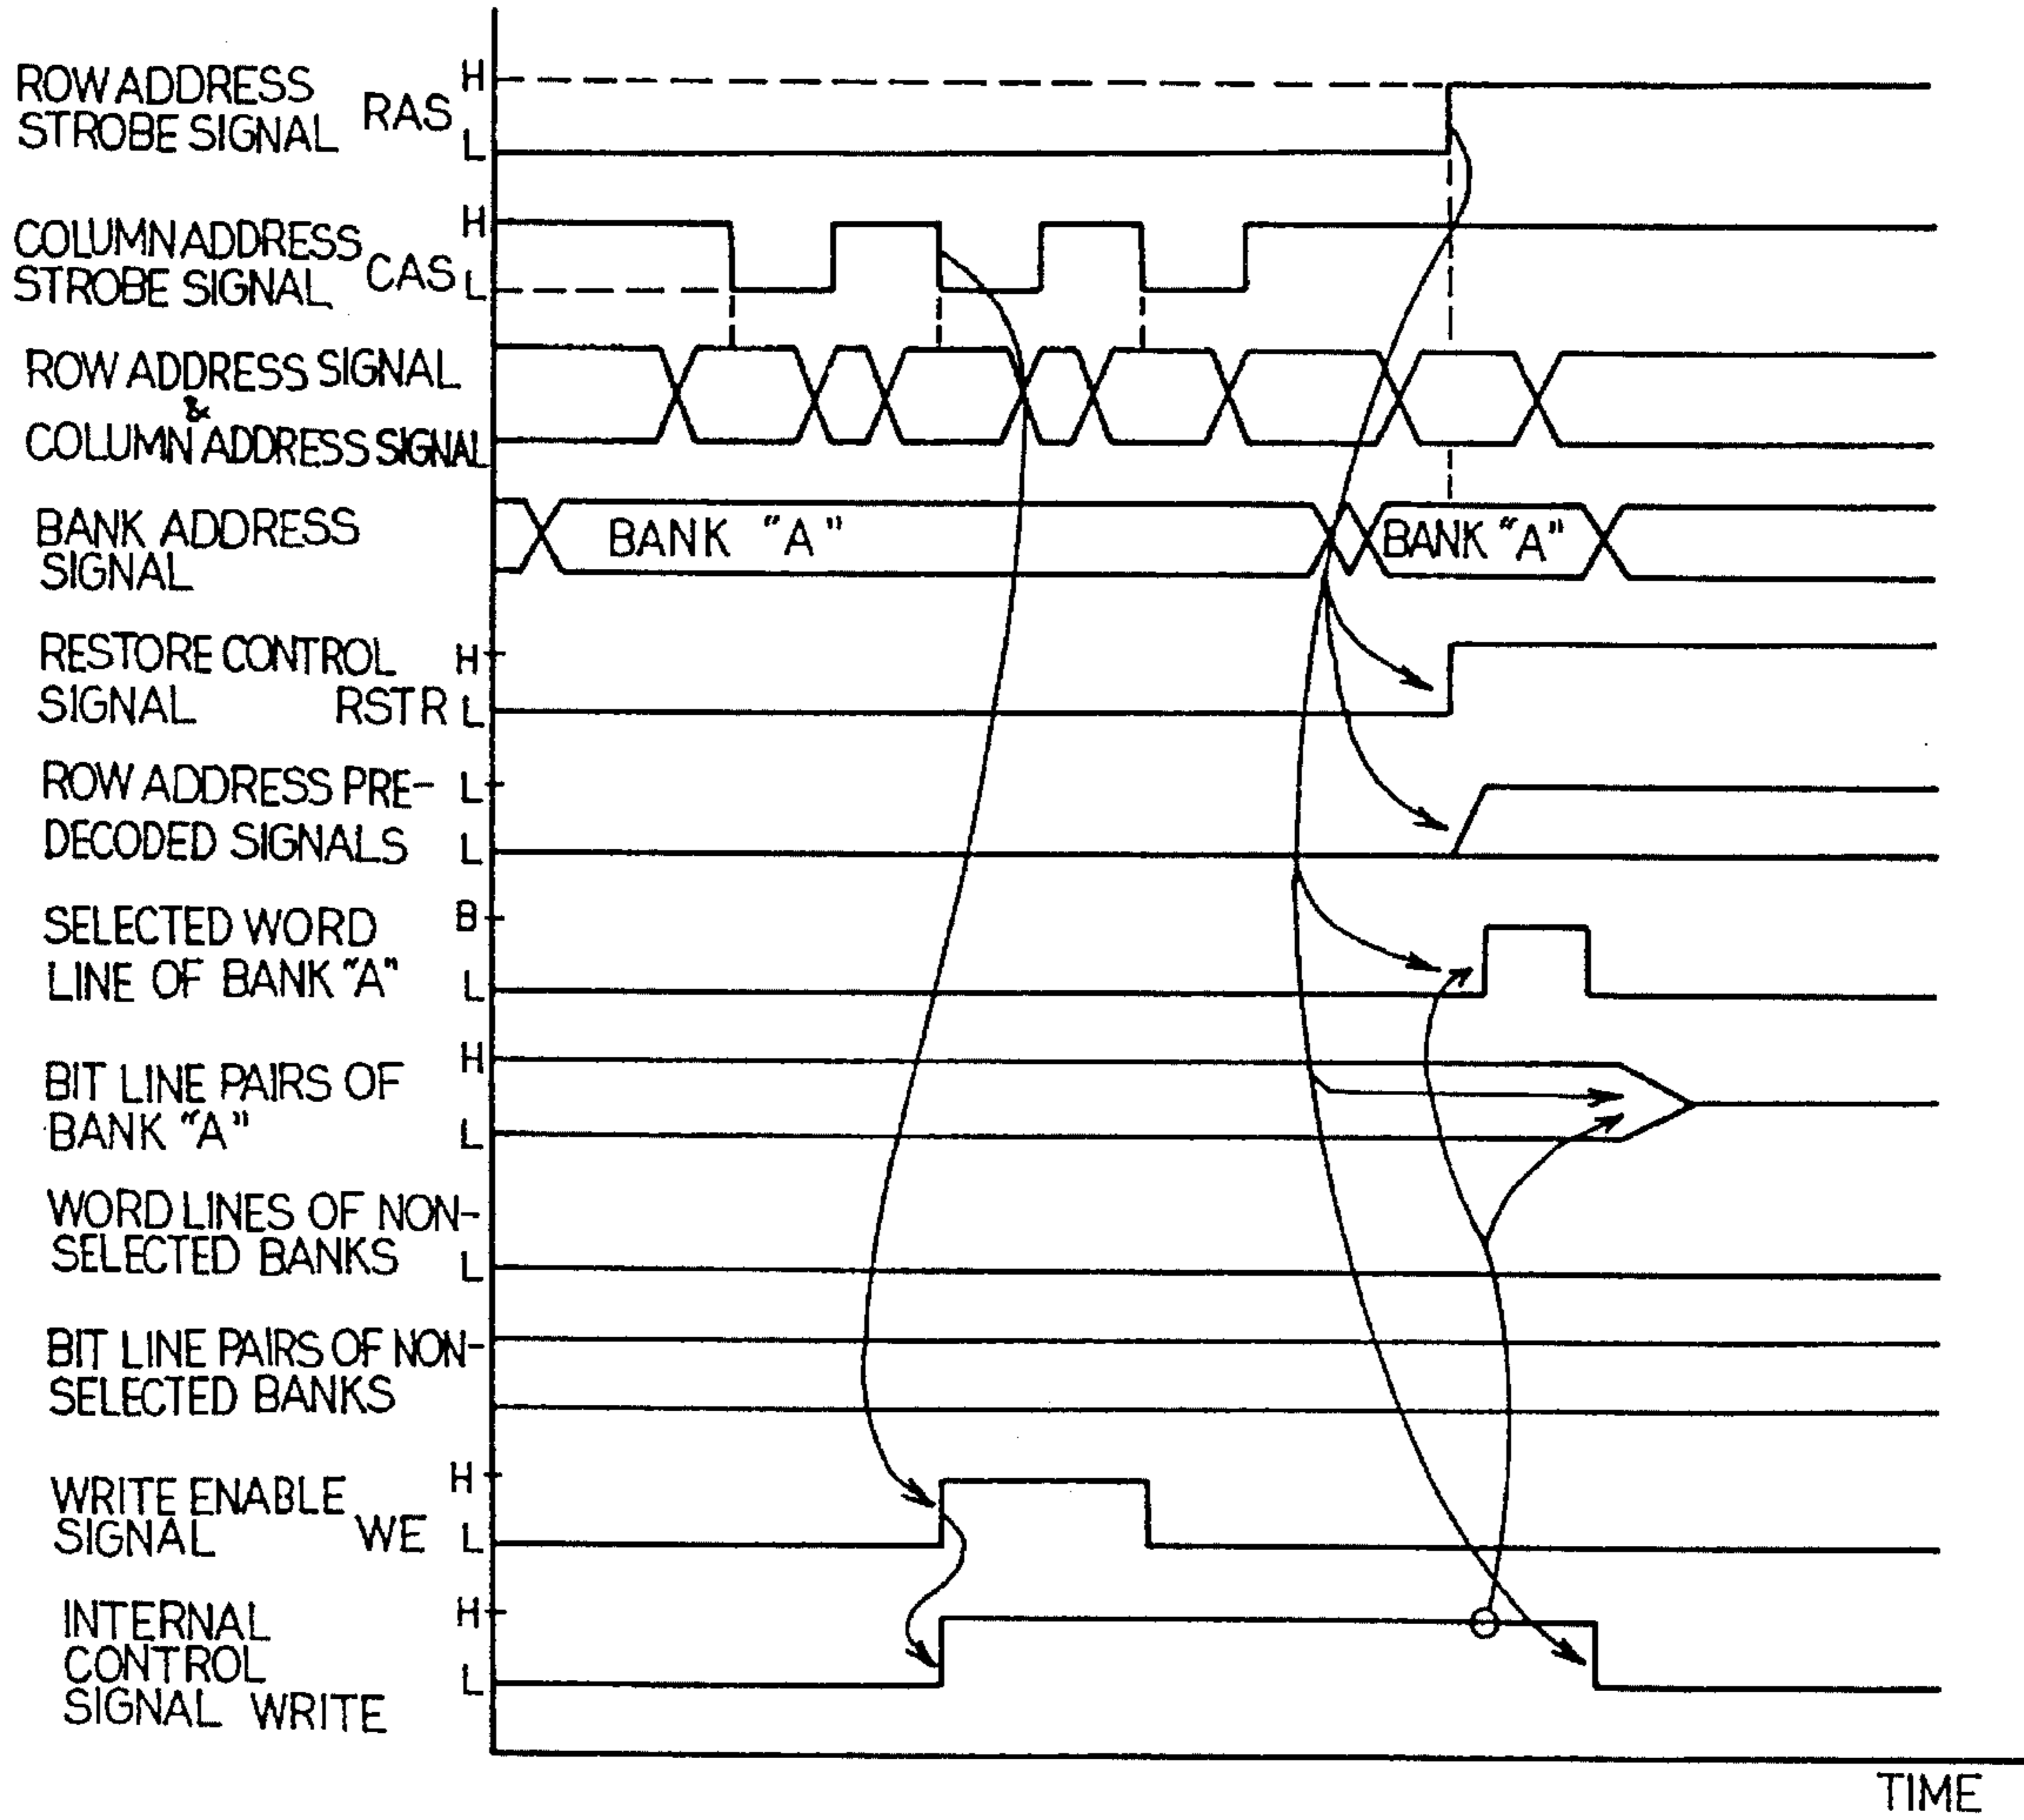 ROW ADDRESS
STROBE SIGNAL RAS H
L
COLUMN ADDRESS
STROBE SIGNAL CAS H
L
ROW ADDRESS SIGNAL
&
COLUMN ADDRESS SIGNAL
BANK ADDRESS
SIGNAL
BANK "A" BANK "A"
RESTORE CONTROL H
SIGNAL RSTR L
ROW ADDRESS PRE- L
DECODED SIGNALS L
SELECTED WORD B
LINE OF BANK "A" L
BIT LINE PAIRS OF H
BANK "A" L
WORD LINES OF NON-
SELECTED BANKS L
BIT LINE PAIRS OF NON-
SELECTED BANKS
WRITE ENABLE H
SIGNAL WE L
INTERNAL H
CONTROL L
SIGNAL WRITE
TIME